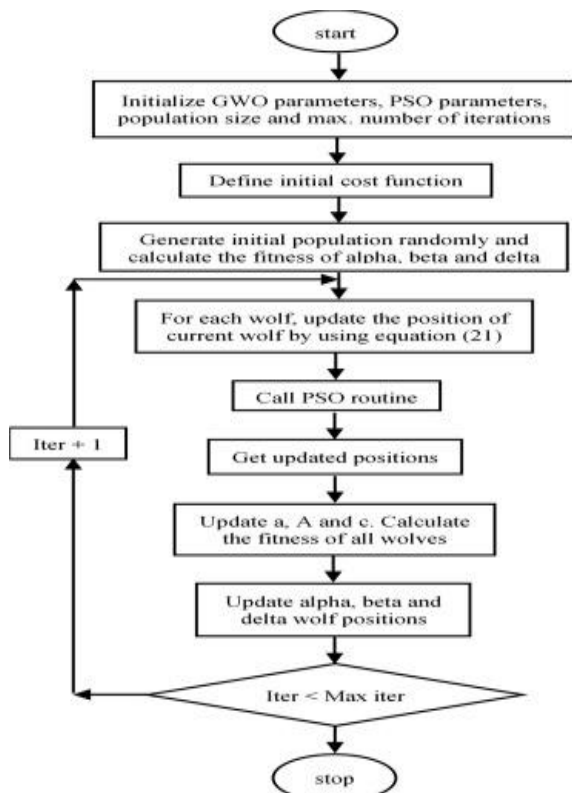 start
Initialize GWO parameters, PSO parameters,
population size and max. number of iterations
Define initial cost function
Generate initial population randomly and
calculate the fitness of alpha, beta and delta
For each wolf, update the position of
current wolf by using equation (21)
Call PSO routine
Iter + 1
Get updated positions
Update a, A and c. Calculate
the fitness of all wolves
Update alpha, beta and
delta wolf positions
Iter < Max iter
stop